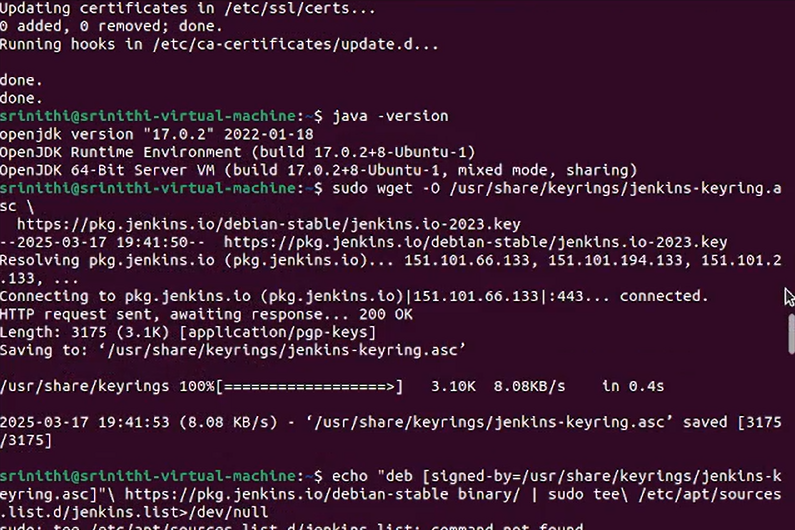 Updating certificates in /etc/ssl/certs...
0 added, 0 removed; done.
Running hooks in /etc/ca-certificates/update.d...
done.
done.
srinithi@srinithi-virtual-machine:~$ java -version
openjdk version "17.0.2" 2022-01-18
OpenJDK Runtime Environment (build 17.0.2+8-Ubuntu-1)
OpenJDK 64-Bit Server VM (build 17.0.2+8-Ubuntu-1, mixed mode, sharing)
srinithi@srinithi-virtual-machine:~$ sudo wget -O /usr/share/keyrings/jenkins-keyring.a
sc \
https://pkg.jenkins.io/debian-stable/jenkins.io-2023.key
--2025-03-17 19:41:50--  https://pkg.jenkins.io/debian-stable/jenkins.io-2023.key
Resolving pkg.jenkins.io (pkg.jenkins.io)... 151.101.66.133, 151.101.194.133, 151.101.2
.133, ...
Connecting to pkg.jenkins.io (pkg.jenkins.io)|151.101.66.133|:443... connected.
HTTP request sent, awaiting response... 200 OK
Length: 3175 (3.1K) [application/pgp-keys]
Saving to: ‘/usr/share/keyrings/jenkins-keyring.asc’
/usr/share/keyrings 100%[===================>]   3.10K  8.08KB/s    in 0.4s
2025-03-17 19:41:53 (8.08 KB/s) - ‘/usr/share/keyrings/jenkins-keyring.asc’ saved [3175
/3175]
srinithi@srinithi-virtual-machine:~$ echo "deb [signed-by=/usr/share/keyrings/jenkins-k
eyring.asc]"\ https://pkg.jenkins.io/debian-stable binary/ | sudo tee\ /etc/apt/sources
.list.d/jenkins.list>/dev/null
sudo: tee /etc/apt/sources.list.d/jenkins.list: command not found